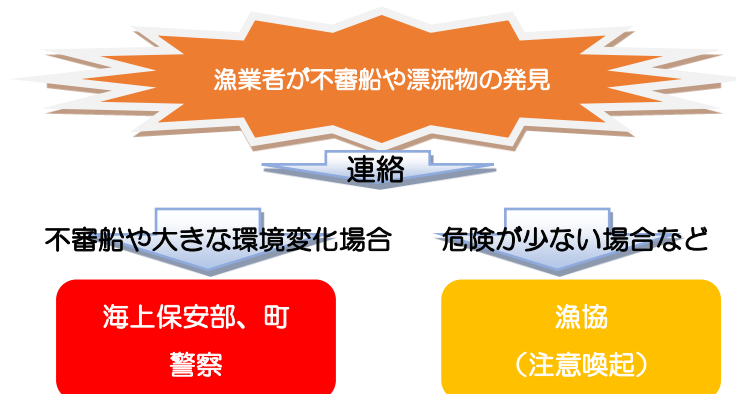 漁業者が不審船や漂流物の発見
連絡
不審船や大きな環境変化場合
危険が少ない場合など
海上保安部、町
警察
漁協
（注意喚起）